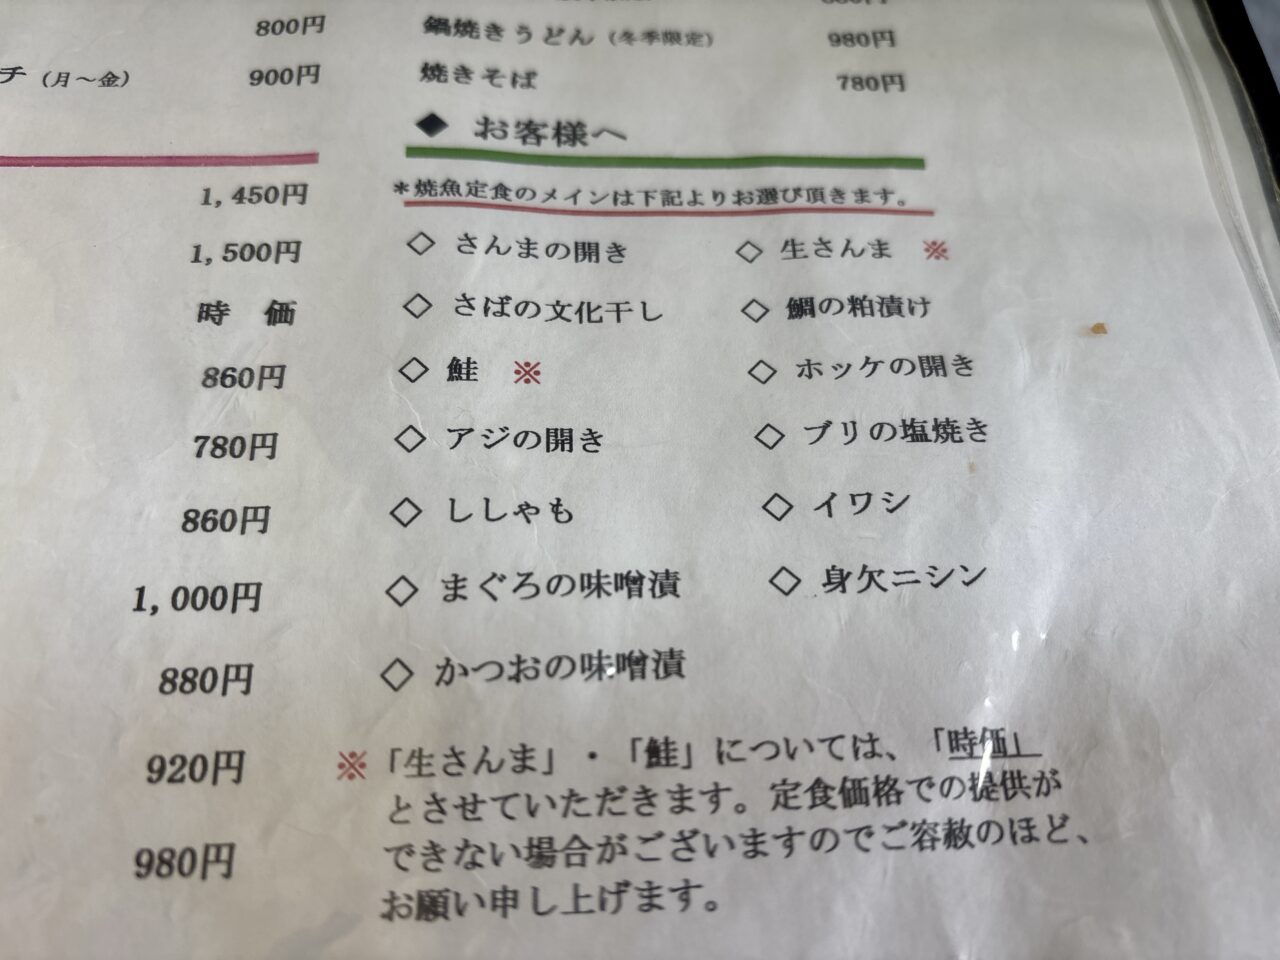 800円
チ（月～金） 900円
1,450円
1,500円
時 価
860円
780円
860円
1,000円
880円
920円
980円
鍋焼きうどん（冬季限定） 980円
焼きそば 780円
◆ お客様へ
＊焼魚定食のメインは下記よりお選び頂きます。
◇ さんまの開き ◇ 生さんま ※
◇ さばの文化干し ◇ 鯛の粕漬け
◇ 鮭 ※ ◇ ホッケの開き
◇ アジの開き ◇ ブリの塩焼き
◇ ししゃも ◇ イワシ
◇ まぐろの味噌漬 ◇ 身欠ニシン
◇ かつおの味噌漬
※「生さんま」・「鮭」については、「時価」
とさせていただきます。定食価格での提供が
できない場合がございますのでご容赦のほど、
お願い申し上げます。